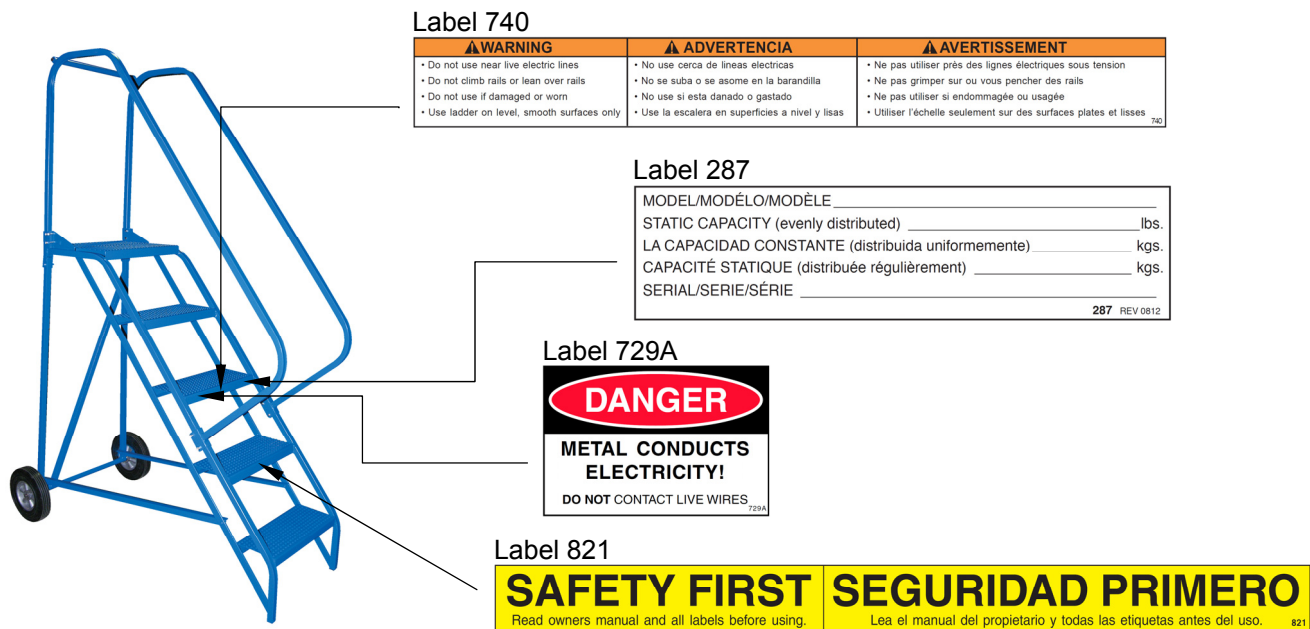 Label 740
WARNING
• Do not use near live electric lines
• Do not climb rails or lean over rails
• Do not use if damaged or worn
• Use ladder on level, smooth surfaces only
ADVERTENCIA
• No use cerca de lineas electricas
• No se suba o se asome en la barandilla
• No use si esta danado o gastado
• Use la escalera en superficies a nivel y lisas
AVERTISSEMENT
• Ne pas utiliser près des lignes électriques sous tension
• Ne pas grimper sur ou vous pencher des rails
• Ne pas utiliser si endommagée ou usagée
• Utiliser l'échelle seulement sur des surfaces plates et lisses
740
Label 287
MODEL/MODÉLO/MODÈLE
STATIC CAPACITY (evenly distributed) lbs.
LA CAPACIDAD CONSTANTE (distribuida uniformemente) kgs.
CAPACITÉ STATIQUE (distribuée régulièrement) kgs.
SERIAL/SERIE/SÉRIE
287 REV 0812
Label 729A
DANGER
METAL CONDUCTS
ELECTRICITY!
DO NOT CONTACT LIVE WIRES
729A
Label 821
SAFETY FIRST
Read owners manual and all labels before using.
SEGURIDAD PRIMERO
Lea el manual del propietario y todas las etiquetas antes del uso.
821